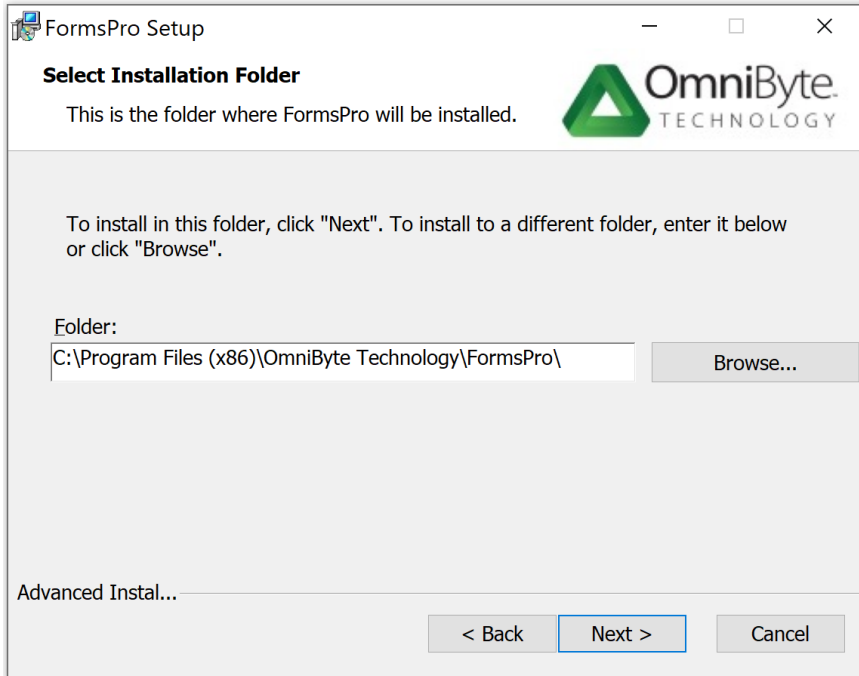 FormsPro Setup
Select Installation Folder
This is the folder where FormsPro will be installed.
OmniByte
TECHNOLOGY
To install in this folder, click "Next". To install to a different folder, enter it below
or click "Browse".
Folder:
C:\Program Files (x86)\OmniByte Technology\FormsPro\
Browse...
Advanced Instal...
< Back
Next >
Cancel